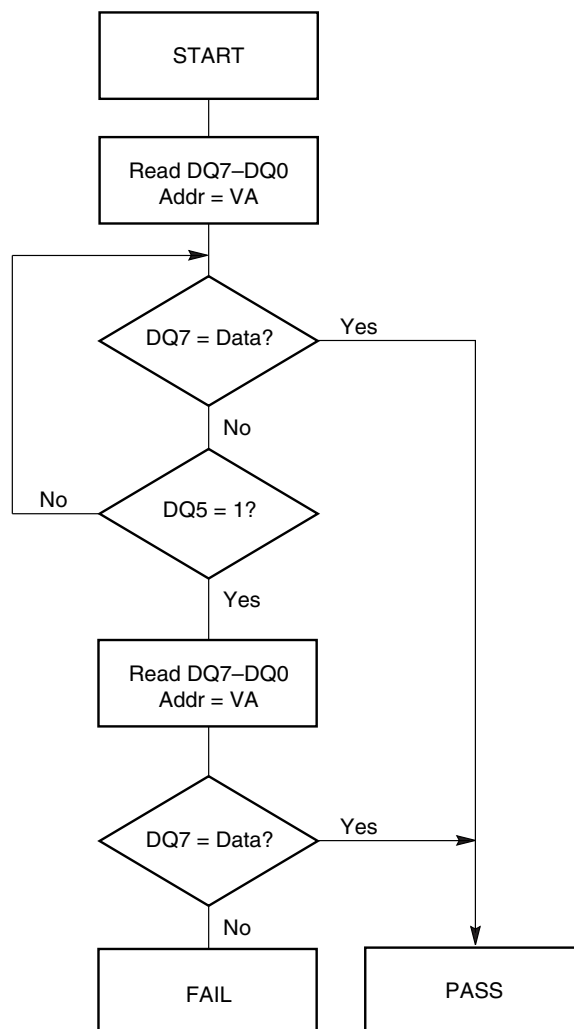 START
Read DQ7–DQ0
Addr = VA
DQ7 = Data?
Yes
No
No
DQ5 = 1?
Yes
Read DQ7–DQ0
Addr = VA
DQ7 = Data?
Yes
No
FAIL
PASS